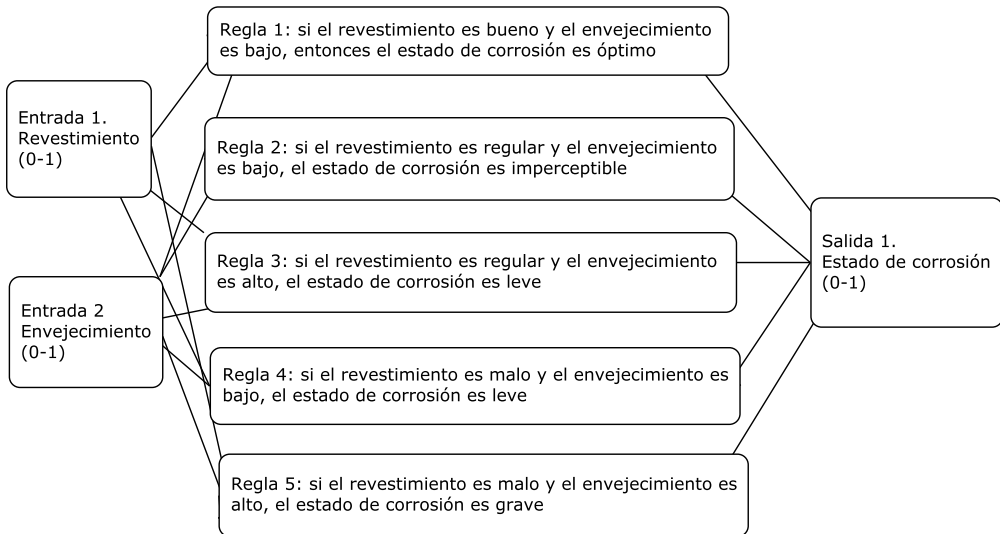 Regla 1: si el revestimiento es bueno y el envejecimiento
es bajo, entonces el estado de corrosión es óptimo
Entrada 1.
Revestimiento
(0-1)
Regla 2: si el revestimiento es regular y el envejecimiento
es bajo, el estado de corrosión es imperceptible
Regla 3: si el revestimiento es regular y el envejecimiento
es alto, el estado de corrosión es leve
Salida 1.
Estado de corrosión
(0-1)
Entrada 2
Envejecimiento
(0-1)
Regla 4: si el revestimiento es malo y el envejecimiento es
bajo, el estado de corrosión es leve
Regla 5: si el revestimiento es malo y el envejecimiento es
alto, el estado de corrosión es grave